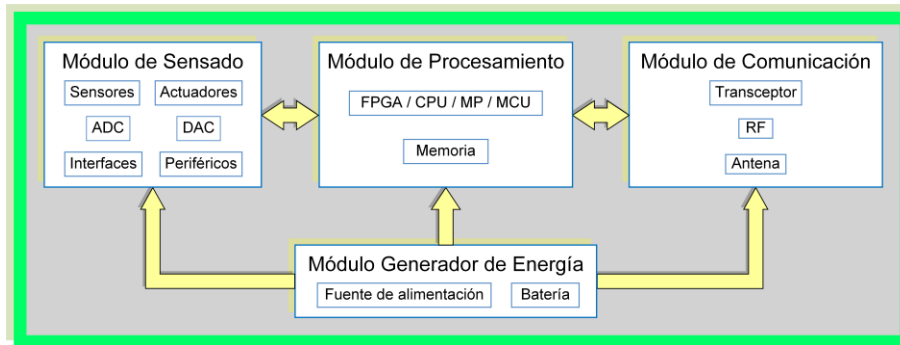 Módulo de Sensado
Sensores
Actuadores
ADC
DAC
Interfaces
Periféricos
Módulo de Procesamiento
FPGA / CPU / MP / MCU
Memoria
Módulo de Comunicación
Transceptor
RF
Antena
Módulo Generador de Energía
Fuente de alimentación
Batería